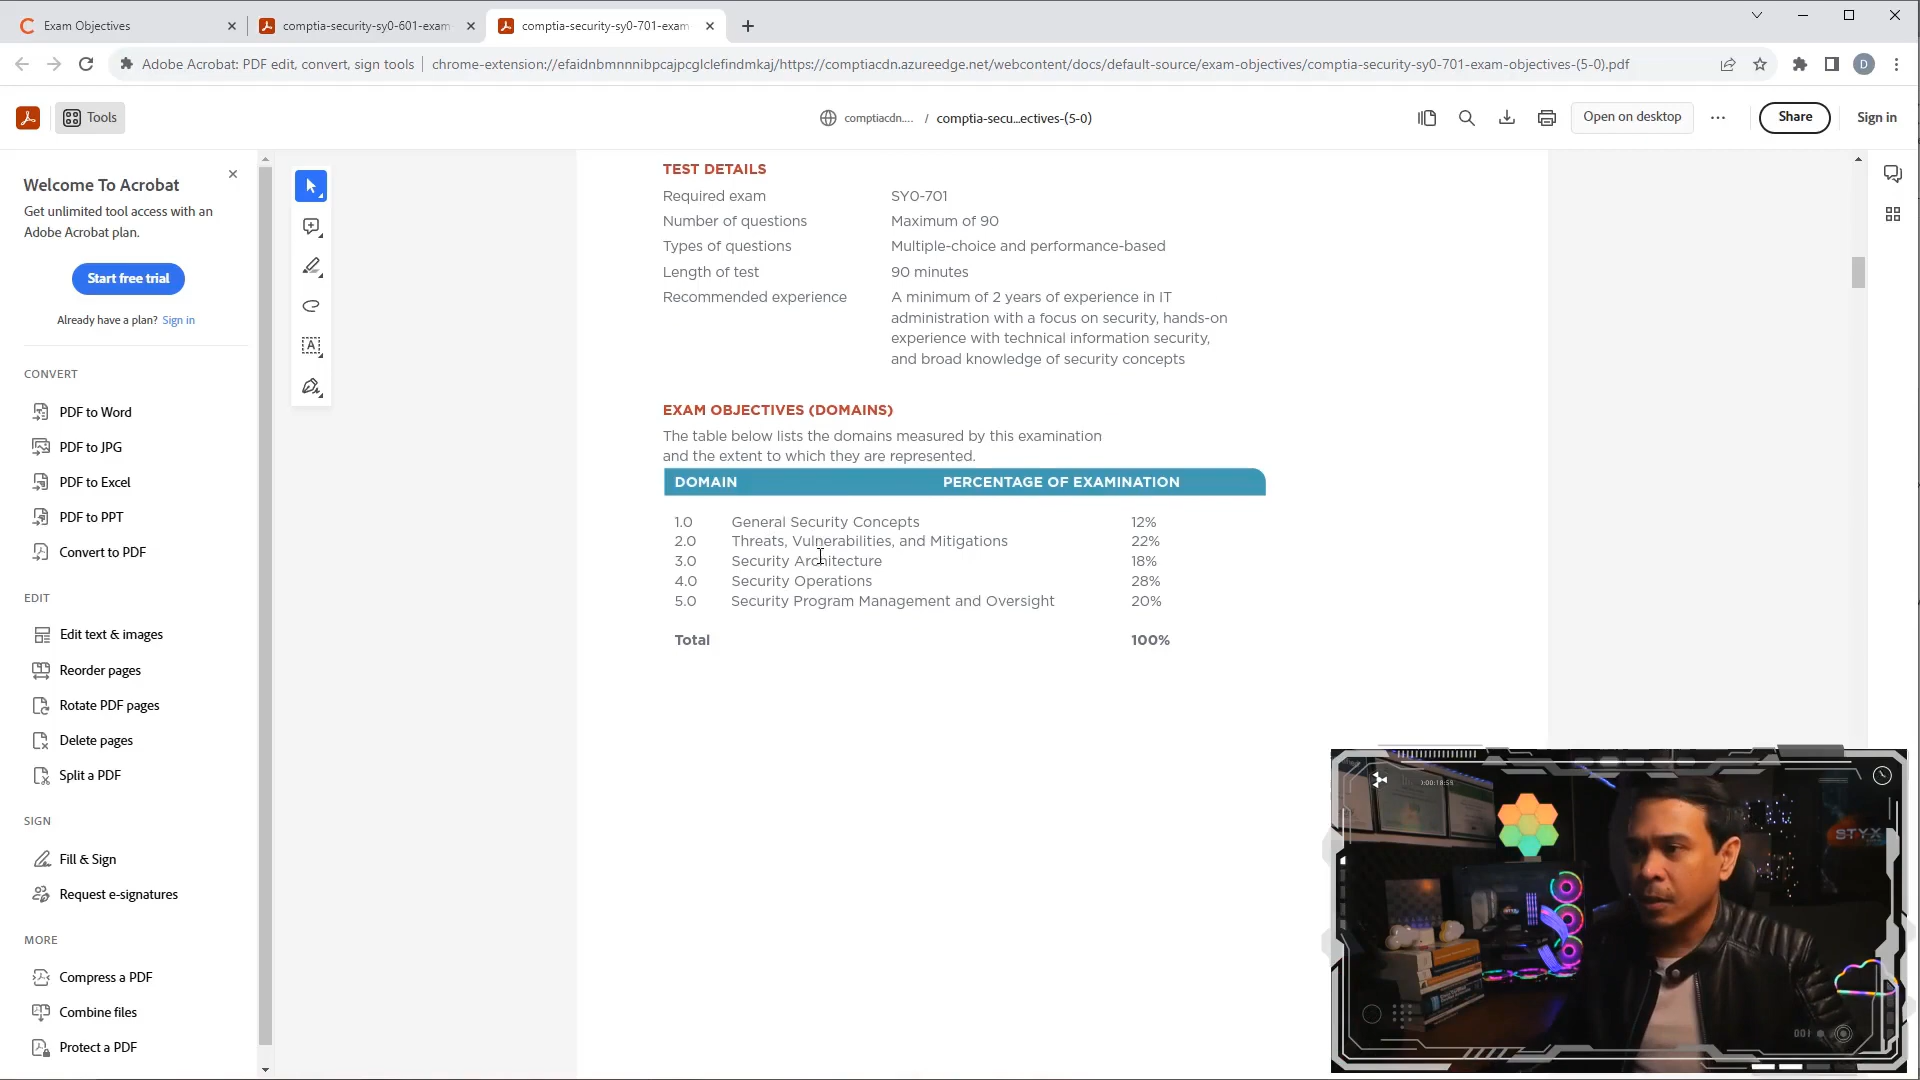 Exam Objectives
comptia-security-sy0-601-exam
comptia-security-sy0-701-exam
Adobe Acrobat: PDF edit, convert, sign tools
chrome-extension://efaidnbmnnnibpcajpcglclefindmkaj/https://comptiacdn.azureedge.net/webcontent/docs/default-source/exam-objectives/comptia-security-sy0-701-exam-objectives-(5-0).pdf
D
Tools
comptiacdn.... / comptia-secu...ectives-(5-0)
Open on desktop
Share
Sign in
Welcome To Acrobat
Get unlimited tool access with an
Adobe Acrobat plan.
Start free trial
Already have a plan? Sign in
CONVERT
PDF to Word
PDF to JPG
PDF to Excel
PDF to PPT
Convert to PDF
EDIT
Edit text & images
Reorder pages
Rotate PDF pages
Delete pages
Split a PDF
SIGN
Fill & Sign
Request e-signatures
MORE
Compress a PDF
Combine files
Protect a PDF
TEST DETAILS
Required exam SY0-701
Number of questions Maximum of 90
Types of questions Multiple-choice and performance-based
Length of test 90 minutes
Recommended experience A minimum of 2 years of experience in IT
administration with a focus on security, hands-on
experience with technical information security,
and broad knowledge of security concepts
EXAM OBJECTIVES (DOMAINS)
The table below lists the domains measured by this examination
and the extent to which they are represented.
DOMAIN PERCENTAGE OF EXAMINATION
1.0 General Security Concepts 12%
2.0 Threats, Vulnerabilities, and Mitigations 22%
3.0 Security Architecture 18%
4.0 Security Operations 28%
5.0 Security Program Management and Oversight 20%
Total 100%
STYX
001